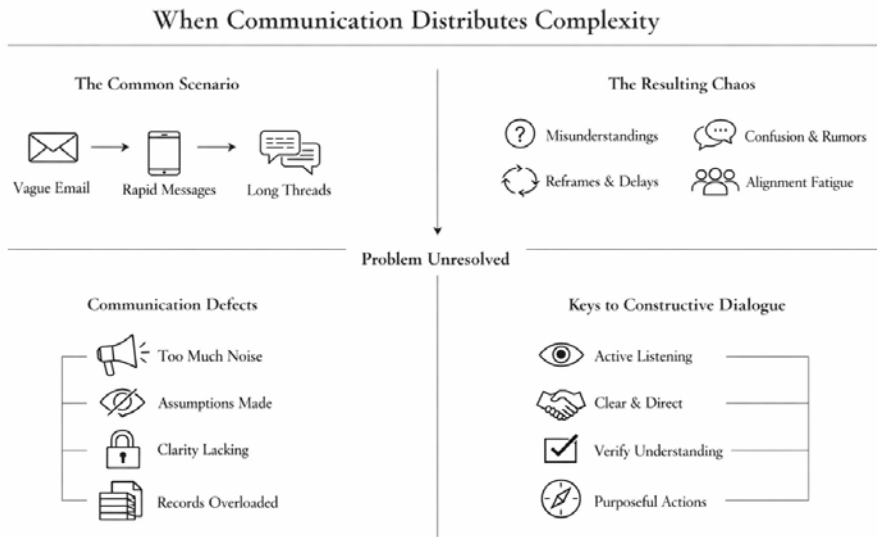 When Communication Distributes Complexity
The Common Scenario
Vague Email
Rapid Messages
Long Threads
The Resulting Chaos
?
Misunderstandings
Confusion & Rumors
Reframes & Delays
Alignment Fatigue
Problem Unresolved
Communication Defects
Too Much Noise
Assumptions Made
Clarity Lacking
Records Overloaded
Keys to Constructive Dialogue
Active Listening
Clear & Direct
Verify Understanding
Purposeful Actions